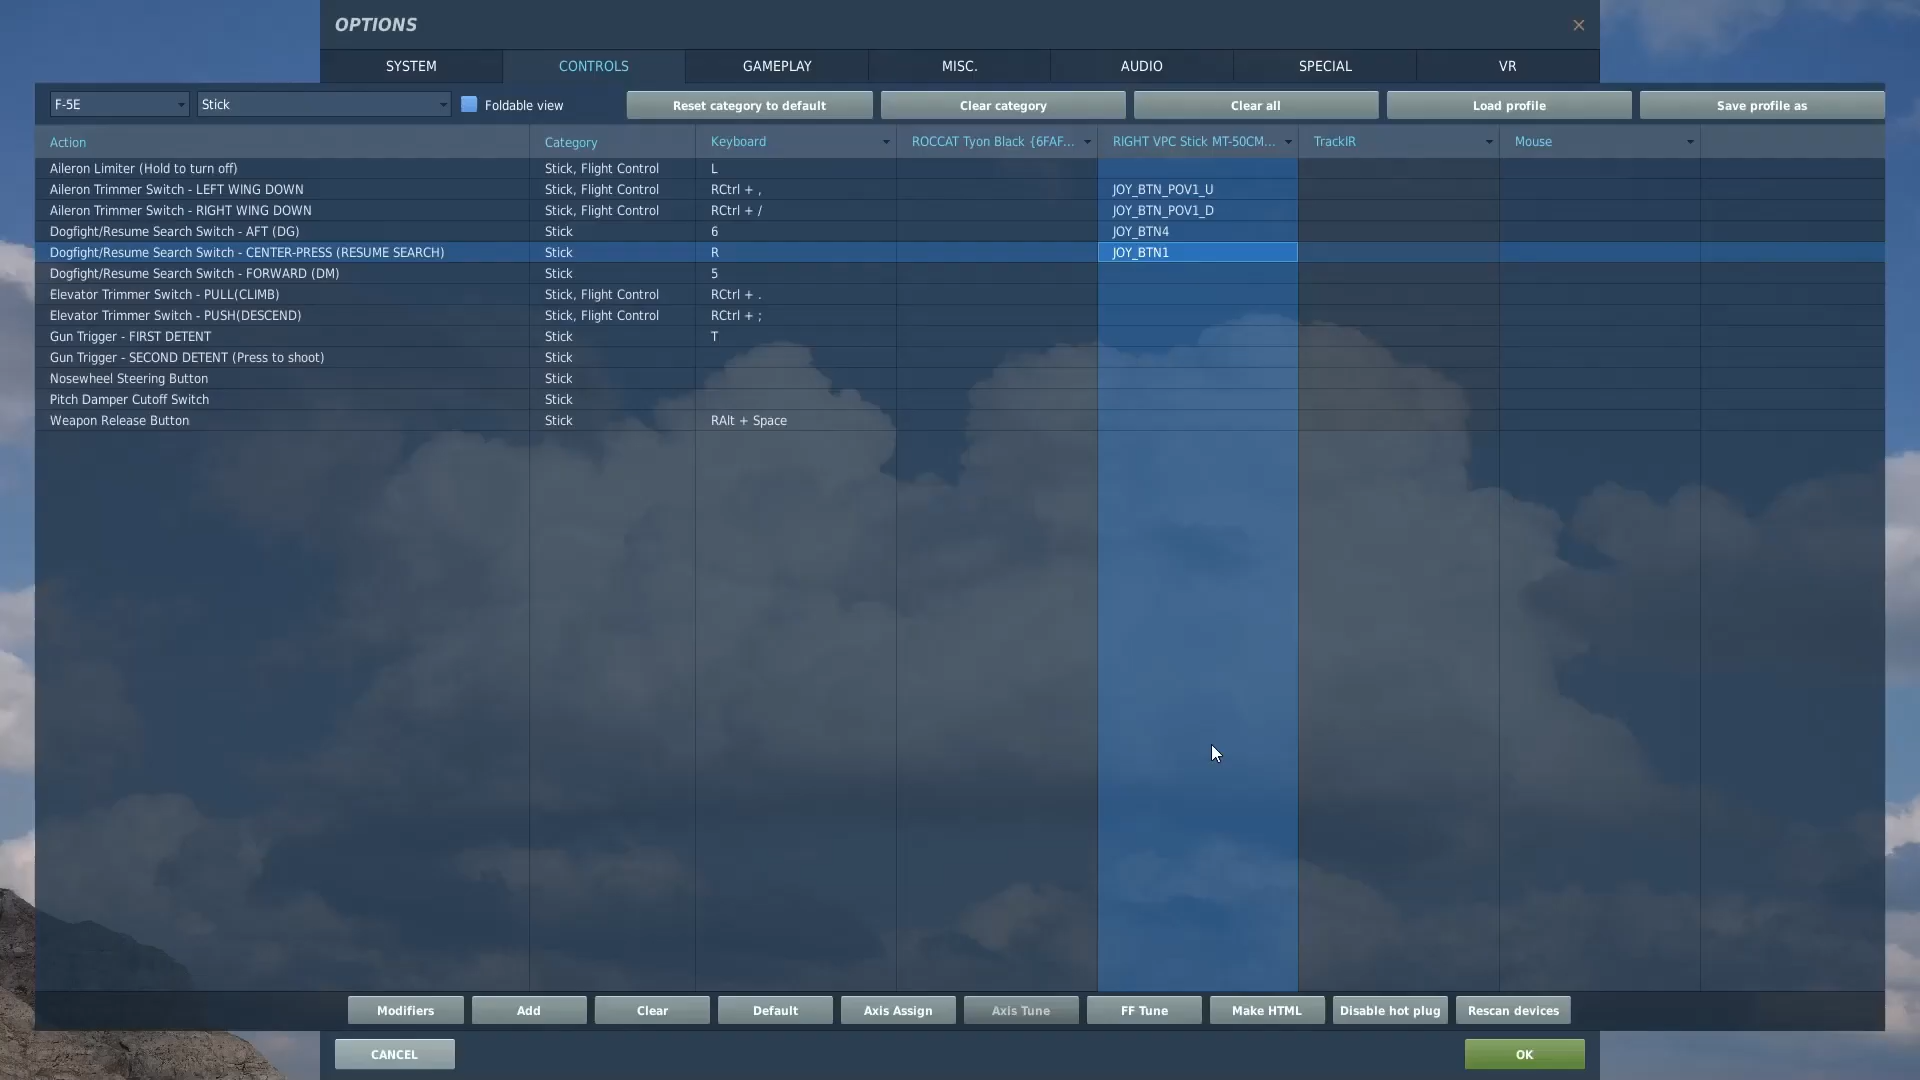 OPTIONS
SYSTEM CONTROLS GAMEPLAY MISC. AUDIO SPECIAL VR
F-5E Stick Foldable view Reset category to default Clear category Clear all Load profile Save profile as
Action Category Keyboard ROCCAT Tyon Black {6FAF... RIGHT VPC Stick MT-50CM... TrackIR Mouse
Aileron Limiter (Hold to turn off) Stick, Flight Control L
Aileron Trimmer Switch - LEFT WING DOWN Stick, Flight Control RCtrl + , JOY_BTN_POV1_U
Aileron Trimmer Switch - RIGHT WING DOWN Stick, Flight Control RCtrl + / JOY_BTN_POV1_D
Dogfight/Resume Search Switch - AFT (DG) Stick 6 JOY_BTN4
Dogfight/Resume Search Switch - CENTER-PRESS (RESUME SEARCH) Stick R JOY_BTN1
Dogfight/Resume Search Switch - FORWARD (DM) Stick 5
Elevator Trimmer Switch - PULL(CLIMB) Stick, Flight Control RCtrl + .
Elevator Trimmer Switch - PUSH(DESCEND) Stick, Flight Control RCtrl + ;
Gun Trigger - FIRST DETENT Stick T
Gun Trigger - SECOND DETENT (Press to shoot) Stick
Nosewheel Steering Button Stick
Pitch Damper Cutoff Switch Stick
Weapon Release Button Stick RAlt + Space
Modifiers Add Clear Default Axis Assign Axis Tune FF Tune Make HTML Disable hot plug Rescan devices
CANCEL OK